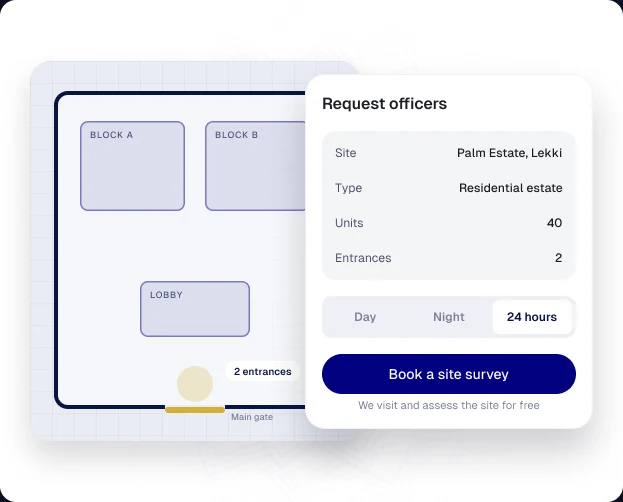 BLOCK A
BLOCK B
LOBBY
2 entrances
Main gate
Request officers
Site Palm Estate, Lekki
Type Residential estate
Units 40
Entrances 2
Day Night 24 hours
Book a site survey
We visit and assess the site for free